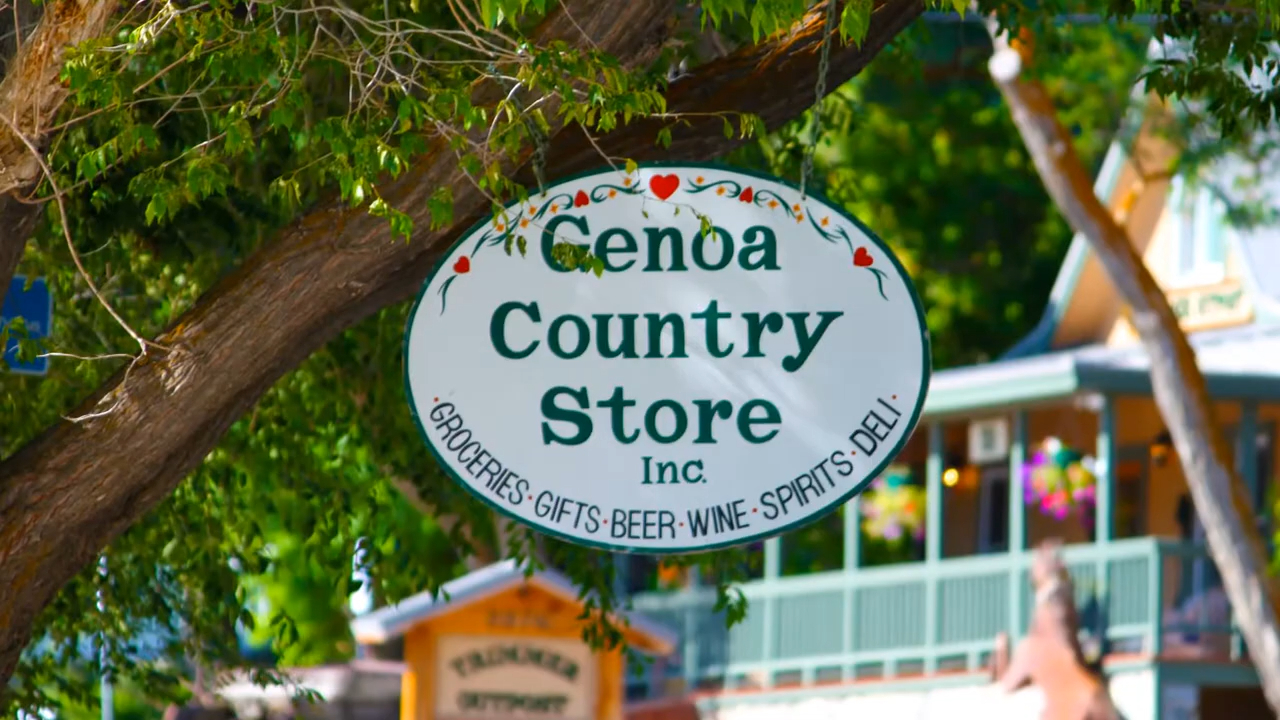 Genoa
Country
Store
Inc.
·GROCERIES·GIFTS·BEER·WINE·SPIRITS·DELI·
TRIMMER
OUTPOST